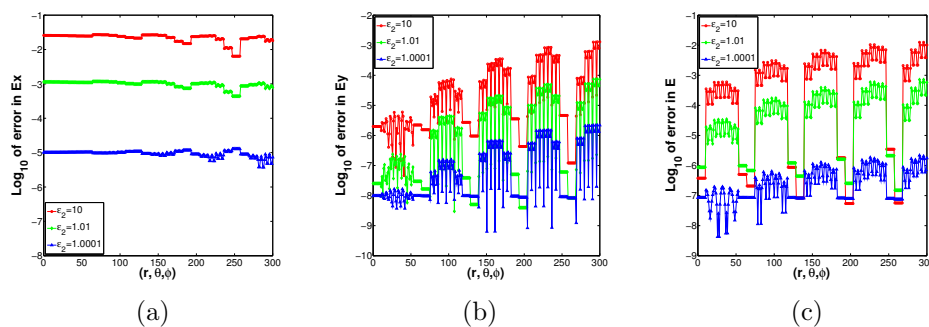 0
−1
−2
−3
−4
−5
−6
−7
−8
Log₁₀ of error in Ex
ε₂=10
ε₂=1.01
ε₂=1.0001
0 50 100 150 200 250 300
(r, θ,φ)
(a)
−2
−3
−4
−5
−6
−7
−8
−9
−10
Log₁₀ of error in Ey
ε₂=10
ε₂=1.01
ε₂=1.0001
0 50 100 150 200 250 300
(r, θ,φ)
(b)
−1
−2
−3
−4
−5
−6
−7
−8
−9
Log₁₀ of error in E
ε₂=10
ε₂=1.01
ε₂=1.0001
0 50 100 150 200 250 300
(r, θ,φ)
(c)